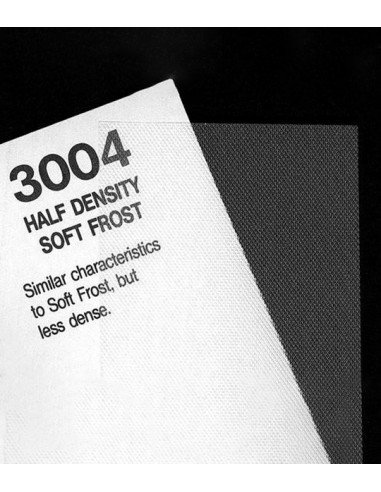 3004
HALF DENSITY
SOFT FROST
Similar characteristics
to Soft Frost, but
less dense.